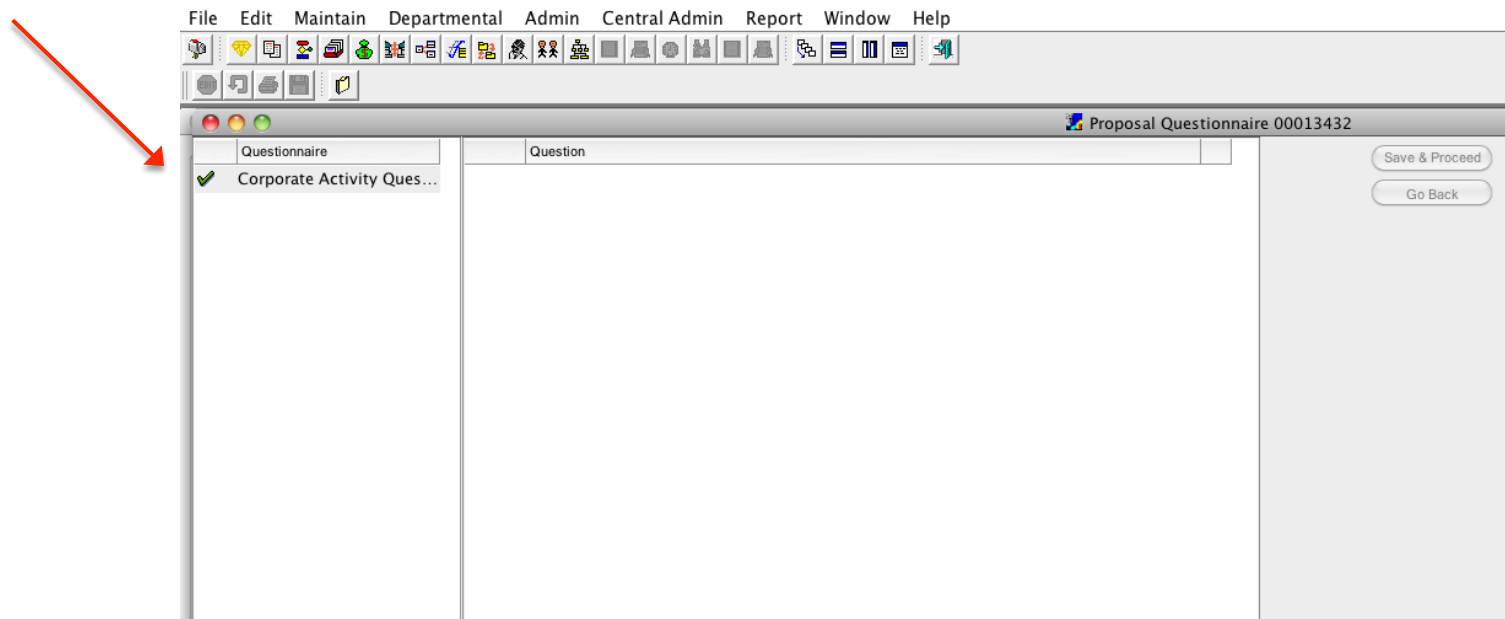 File Edit Maintain Departmental Admin Central Admin Report Window Help
Proposal Questionnaire 00013432
Questionnaire Question
Save & Proceed
Corporate Activity Ques...
Go Back